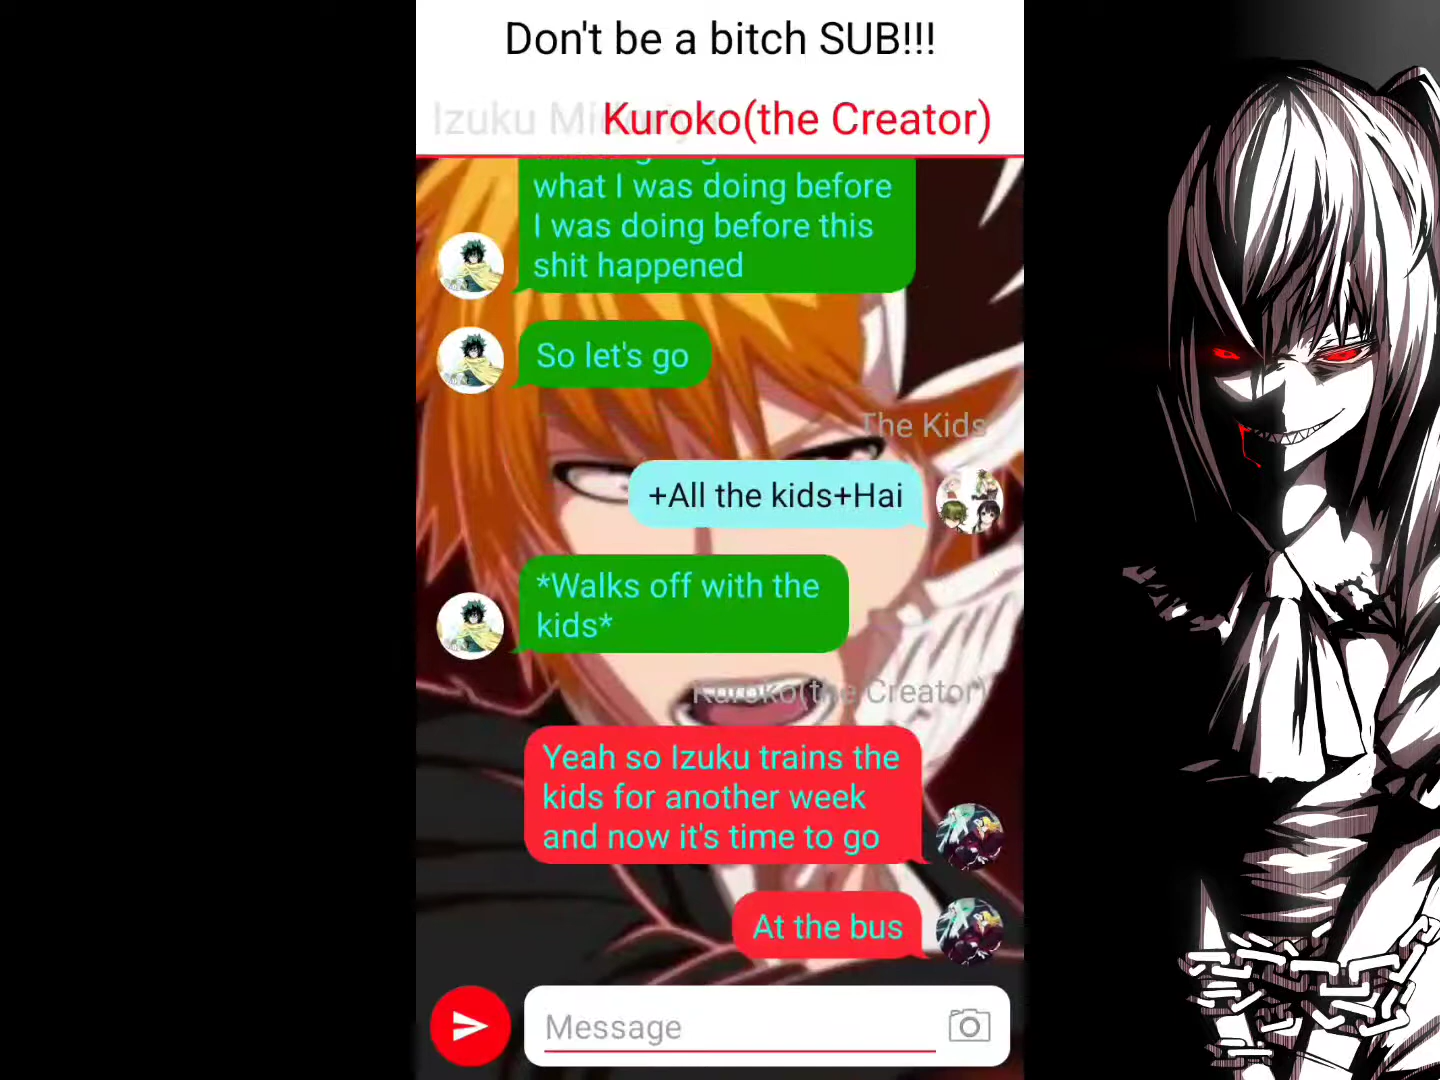 Don't be a bitch SUB!!!
Kuroko(the Creator)
what I was doing before
I was doing before this
shit happened
So let's go
The Kids
+All the kids+Hai
*Walks off with the
kids*
Kuroko(the Creator)
Yeah so Izuku trains the
kids for another week
and now it's time to go
At the bus
Message